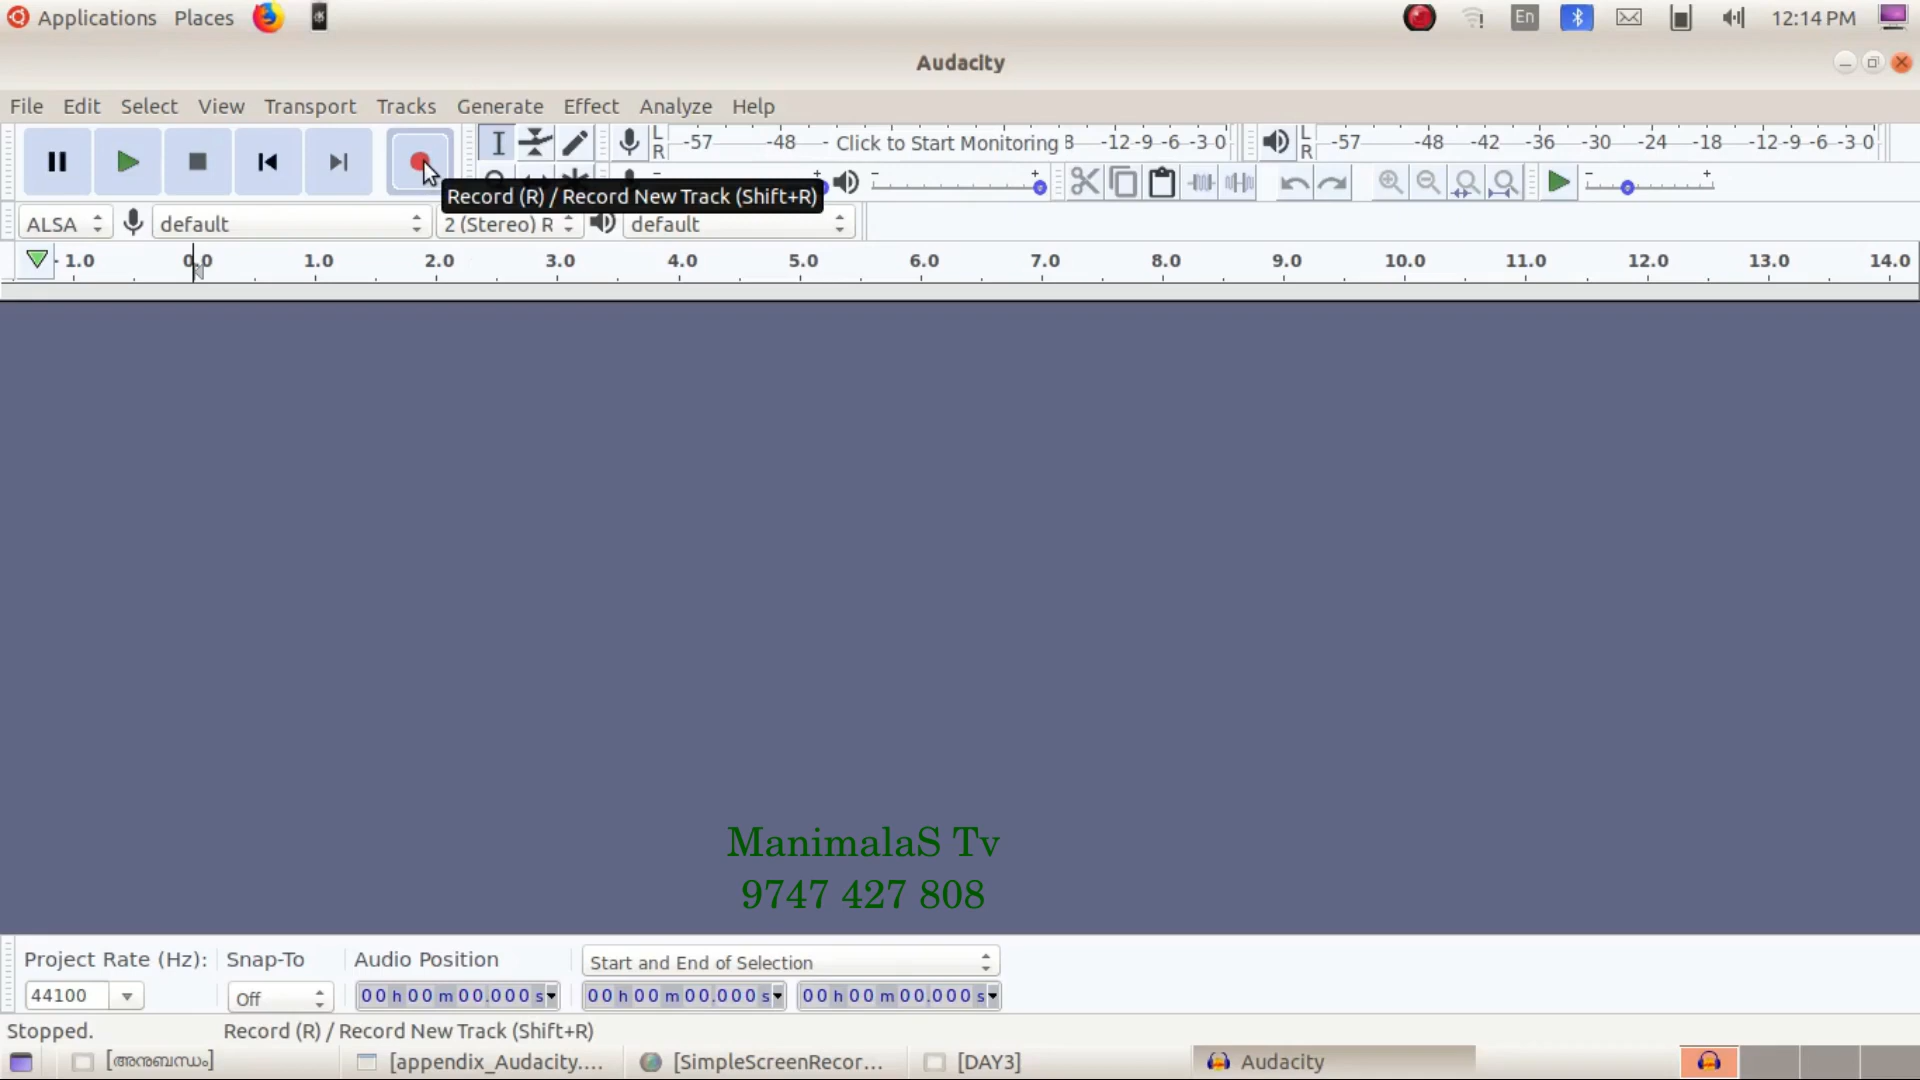 Applications Places En 12:14 PM
Audacity
File Edit Select View Transport Tracks Generate Effect Analyze Help
L R -57 -48 - Click to Start Monitoring 8 -12 -9 -6 -3 0 L R -57 -48 -42 -36 -30 -24 -18 -12 -9 -6 -3 0
Record (R) / Record New Track (Shift+R)
ALSA default 2 (Stereo) R default
- 1.0 0.0 1.0 2.0 3.0 4.0 5.0 6.0 7.0 8.0 9.0 10.0 11.0 12.0 13.0 14.0
ManimalaS Tv
9747 427 808
Project Rate (Hz): Snap-To Audio Position Start and End of Selection
44100 Off 00 h 00 m 00.000 s 00 h 00 m 00.000 s 00 h 00 m 00.000 s
Stopped. Record (R) / Record New Track (Shift+R)
[അനുബന്ധം] [appendix_Audacity.... [SimpleScreenRecor... [DAY3] Audacity